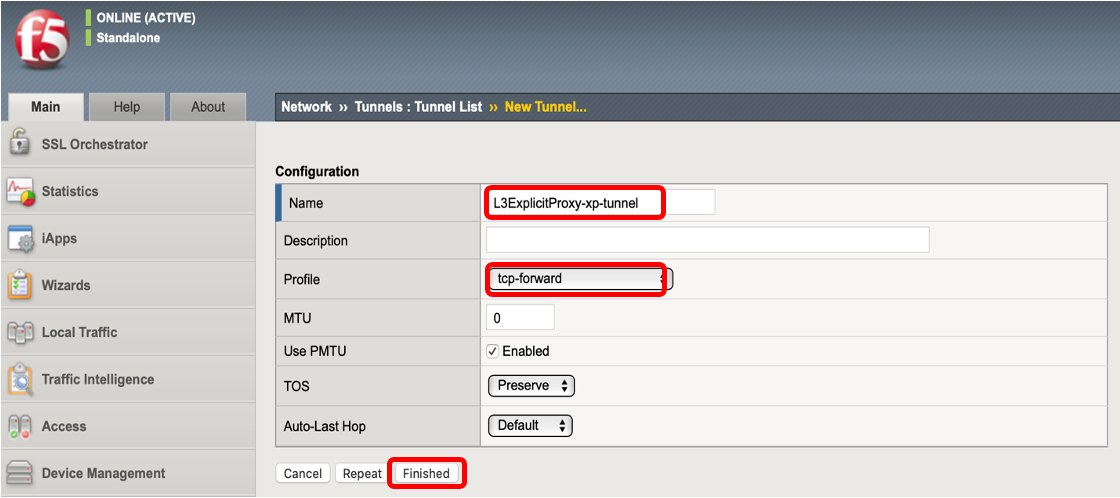 f5
ONLINE (ACTIVE)
Standalone
Main
Help
About
Network ›› Tunnels : Tunnel List ›› New Tunnel...
SSL Orchestrator
Statistics
iApps
Wizards
Local Traffic
Traffic Intelligence
Access
Device Management
Configuration
Name L3ExplicitProxy-xp-tunnel
Description
Profile tcp-forward
MTU 0
Use PMTU Enabled
TOS Preserve
Auto-Last Hop Default
Cancel Repeat Finished